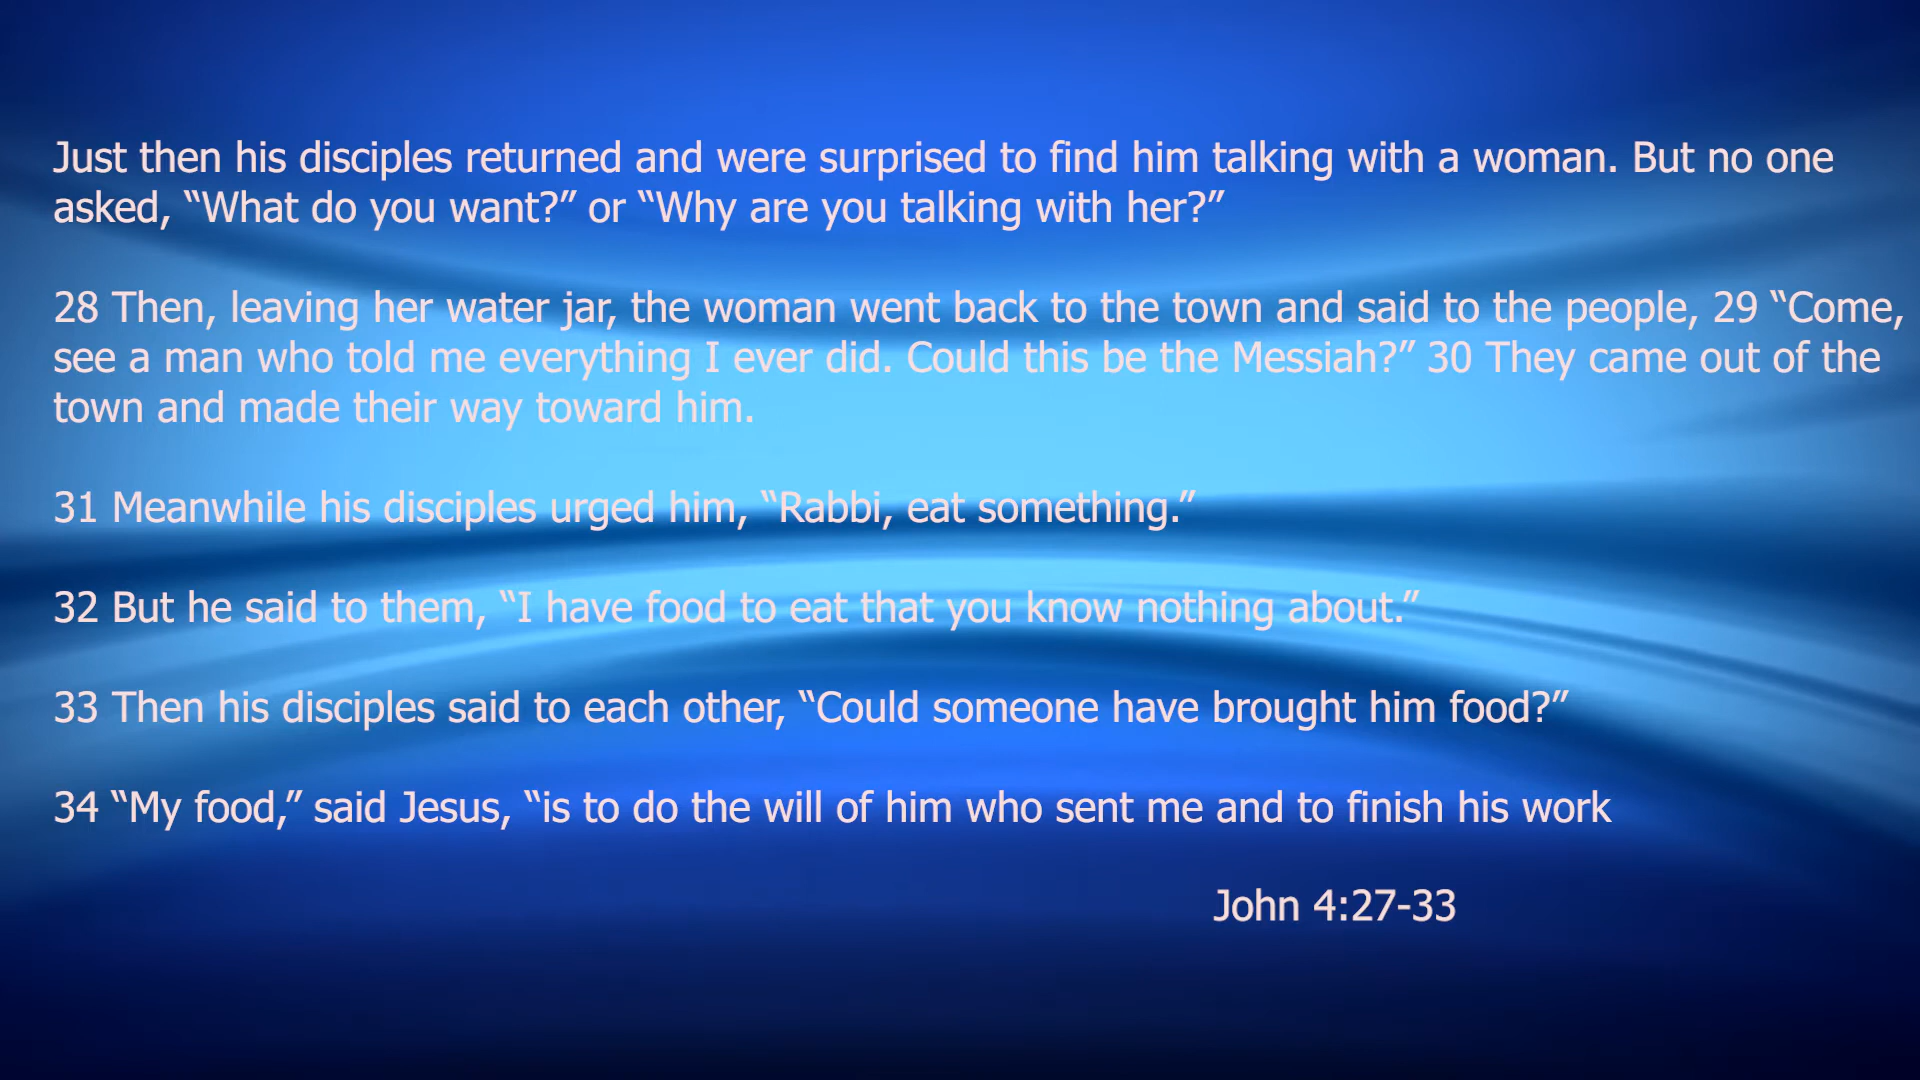 Just then his disciples returned and were surprised to find him talking with a woman. But no one
asked, “What do you want?” or “Why are you talking with her?”
28 Then, leaving her water jar, the woman went back to the town and said to the people, 29 “Come,
see a man who told me everything I ever did. Could this be the Messiah?” 30 They came out of the
town and made their way toward him.
31 Meanwhile his disciples urged him, “Rabbi, eat something.”
32 But he said to them, “I have food to eat that you know nothing about.”
33 Then his disciples said to each other, “Could someone have brought him food?”
34 “My food,” said Jesus, “is to do the will of him who sent me and to finish his work
John 4:27-33